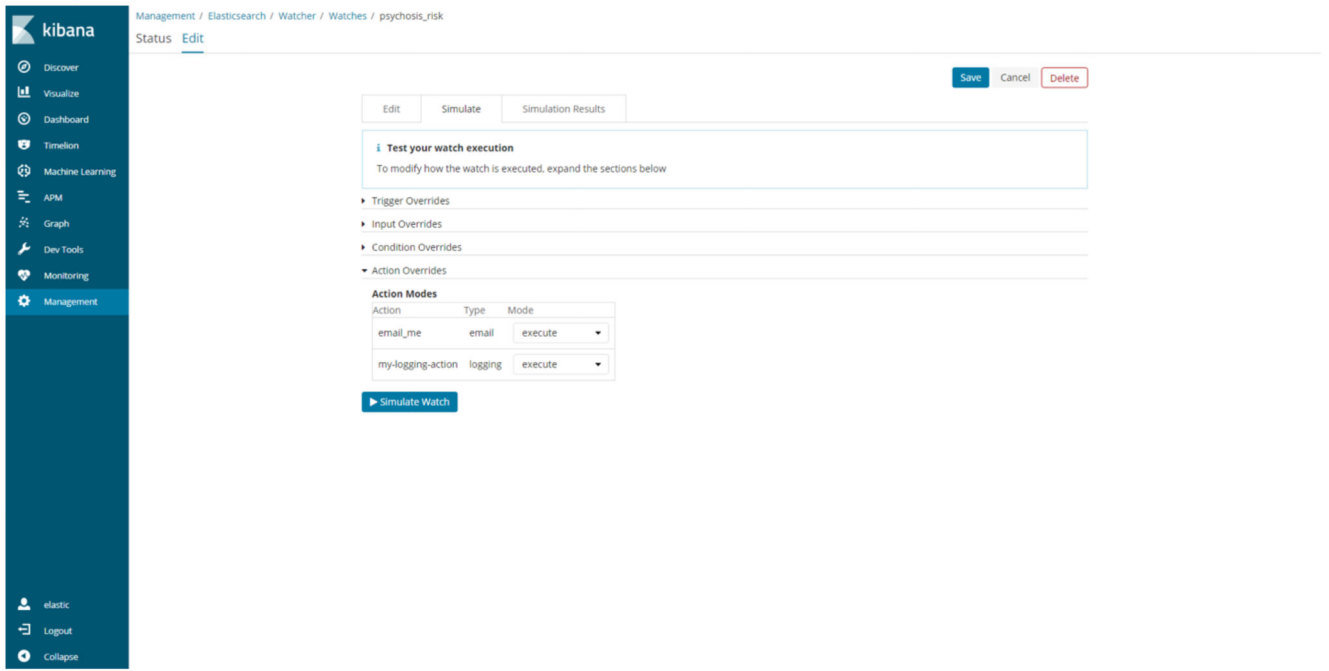 kibana
Discover
Visualize
Dashboard
Timelion
Machine Learning
APM
Graph
Dev Tools
Monitoring
Management
elastic
Logout
Collapse
Management / Elasticsearch / Watcher / Watches / psychosis_risk
Status Edit
Save Cancel Delete
Edit Simulate Simulation Results
i Test your watch execution
To modify how the watch is executed, expand the sections below
Trigger Overrides
Input Overrides
Condition Overrides
Action Overrides
Action Modes
Action Type Mode
email_me email execute
my-logging-action logging execute
Simulate Watch